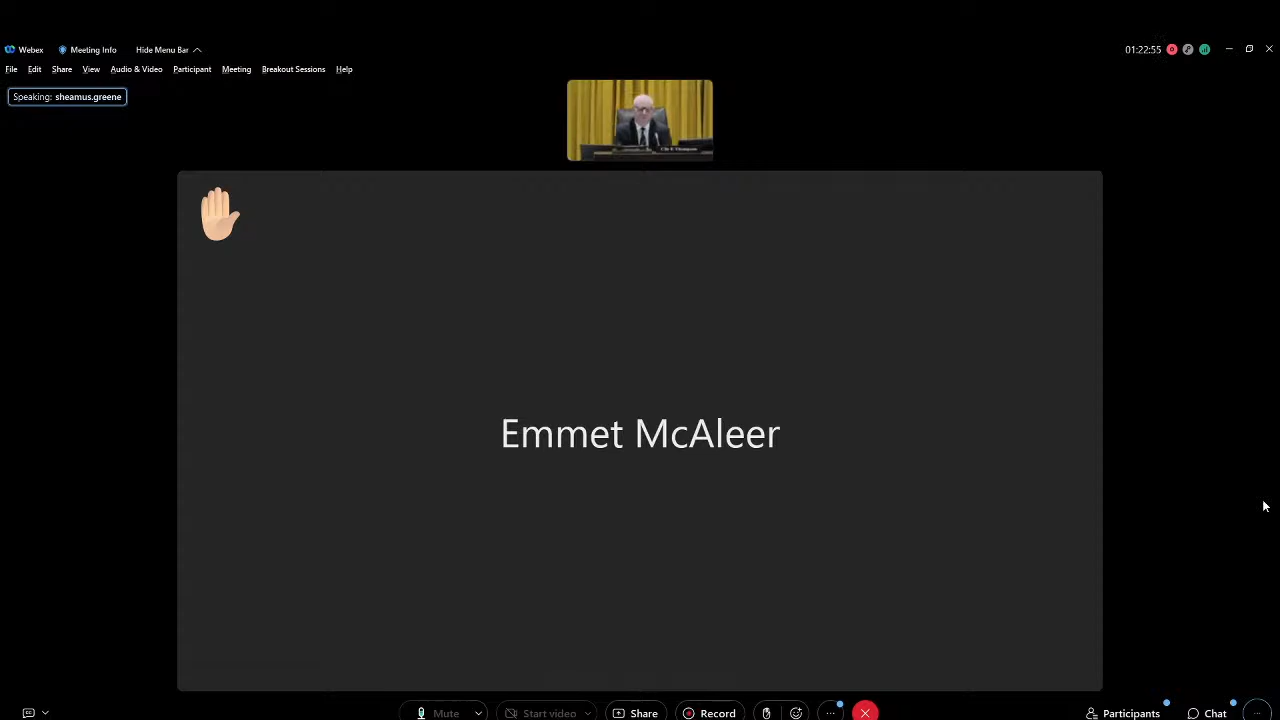 Webex Meeting Info Hide Menu Bar 01:22:55
File Edit Share View Audio & Video Participant Meeting Breakout Sessions Help
Speaking: sheamus.greene
Emmet McAleer
Mute Start video Share Record Participants Chat